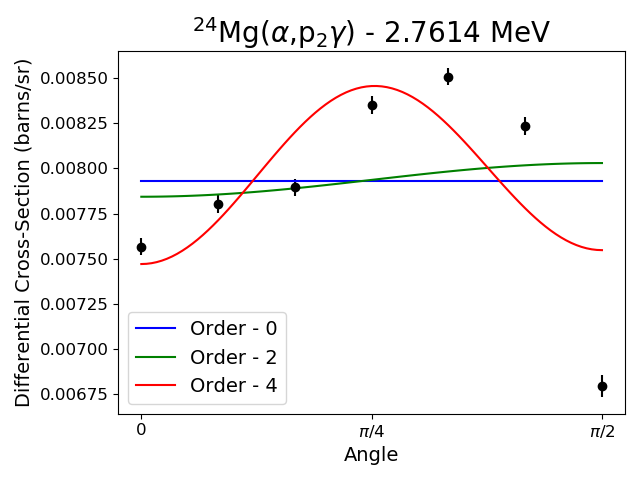 ²⁴Mg(α,p₂γ) - 2.7614 MeV
Differential Cross-Section (barns/sr)
0.00850
0.00825
0.00800
0.00775
0.00750
0.00725
0.00700
0.00675
Order - 0
Order - 2
Order - 4
0 π/4 π/2
Angle